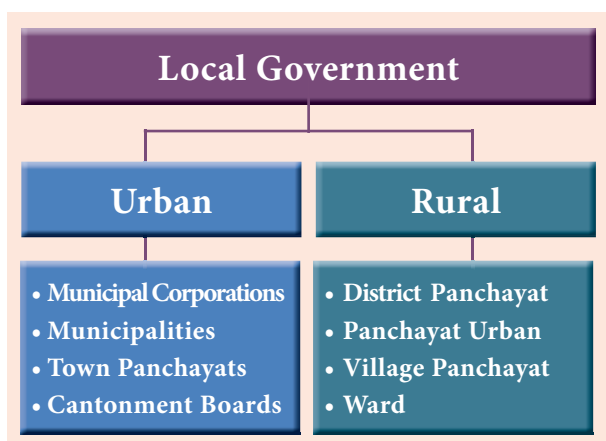 Local Government
Urban
Rural
• Municipal Corporations
• Municipalities
• Town Panchayats
• Cantonment Boards
• District Panchayat
• Panchayat Urban
• Village Panchayat
• Ward